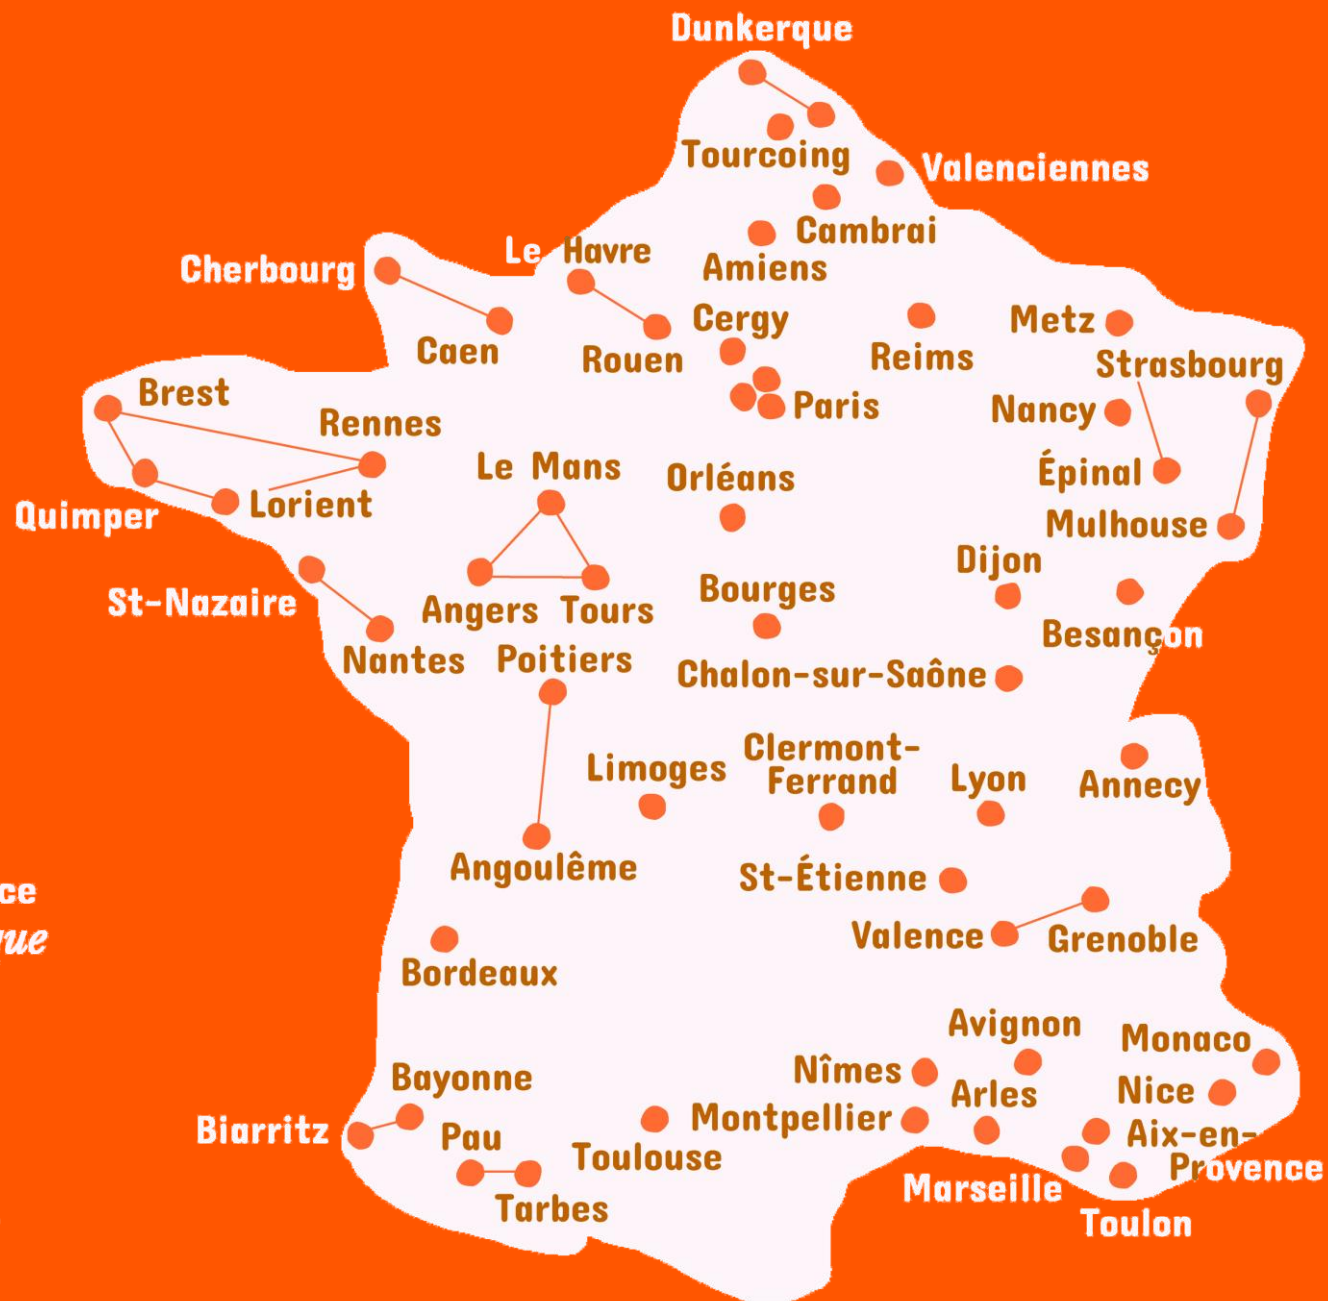 Dunkerque
Tourcoing
Valenciennes
Cambrai
Amiens
Le Havre
Cherbourg
Caen
Rouen
Cergy
Reims
Metz
Strasbourg
Brest
Rennes
Paris
Nancy
Le Mans
Orléans
Épinal
Quimper
Lorient
Mulhouse
Dijon
St-Nazaire
Angers
Tours
Bourges
Besançon
Nantes
Poitiers
Chalon-sur-Saône
Clermont-
Ferrand
Limoges
Lyon
Annecy
Angoulême
St-Étienne
Valence
Grenoble
Bordeaux
Avignon
Monaco
Nîmes
Bayonne
Arles
Nice
Biarritz
Pau
Montpellier
Aix-en-
Provence
Toulouse
Marseille
Tarbes
Toulon